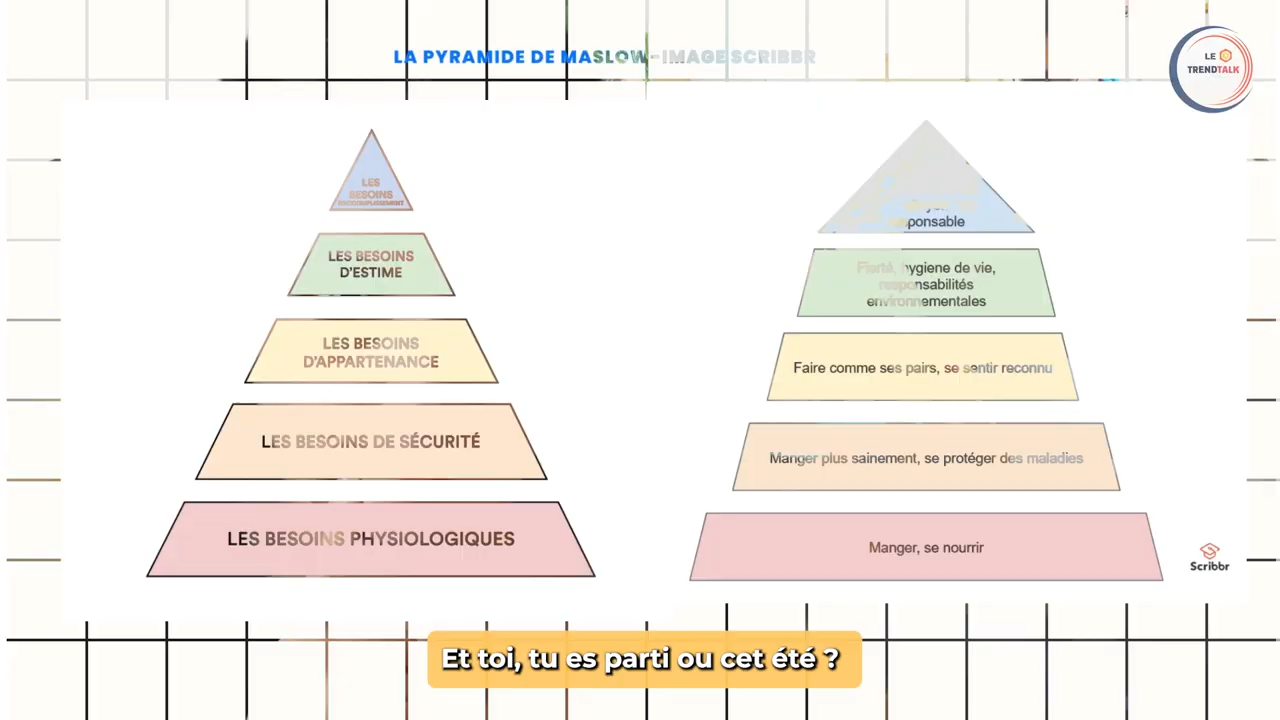 LA PYRAMIDE DE MASLOW-IMAGE SCRIBBR
LE
TRENDTALK
LES
BESOINS
D'ACCOMPLISSEMENT
LES BESOINS
D'ESTIME
LES BESOINS
D'APPARTENANCE
LES BESOINS DE SÉCURITÉ
LES BESOINS PHYSIOLOGIQUES
responsable
Fierté, hygiene de vie,
responsabilités
environnementales
Faire comme ses pairs, se sentir reconnu
Manger plus sainement, se protéger des maladies
Manger, se nourrir
Scribbr
Et toi, tu es parti ou cet été ?